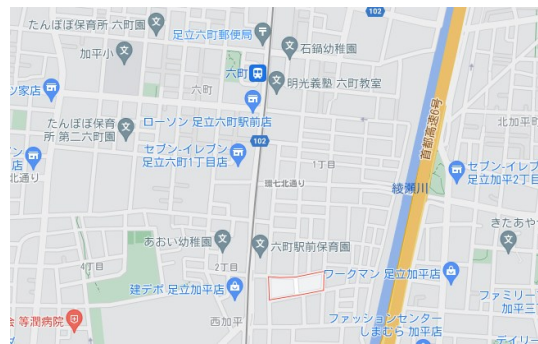 たんぽぽ保育所 六町園
足立六町郵便局
102
加平小
石鍋幼稚園
六町
六町
明光義塾 六町教室
ツ家店
ローソン 足立六町駅前店
首都高速6号
北加平町
たんぽぽ保育
所 第二六町園
102
セブン-イレブン
足立六町1丁目店
1丁目
ン
店
北通り
環七北通り
綾瀬川
セブン-イレブ
足立加平2丁目
きたあや
あおい幼稚園
六町駅前保育園
4丁目
2丁目
ワークマン 足立加平店
建デポ 足立加平店
ファミリー
加平三
会 等潤病院
西加平
ファッションセンター
しまむら 加平店
デイリー